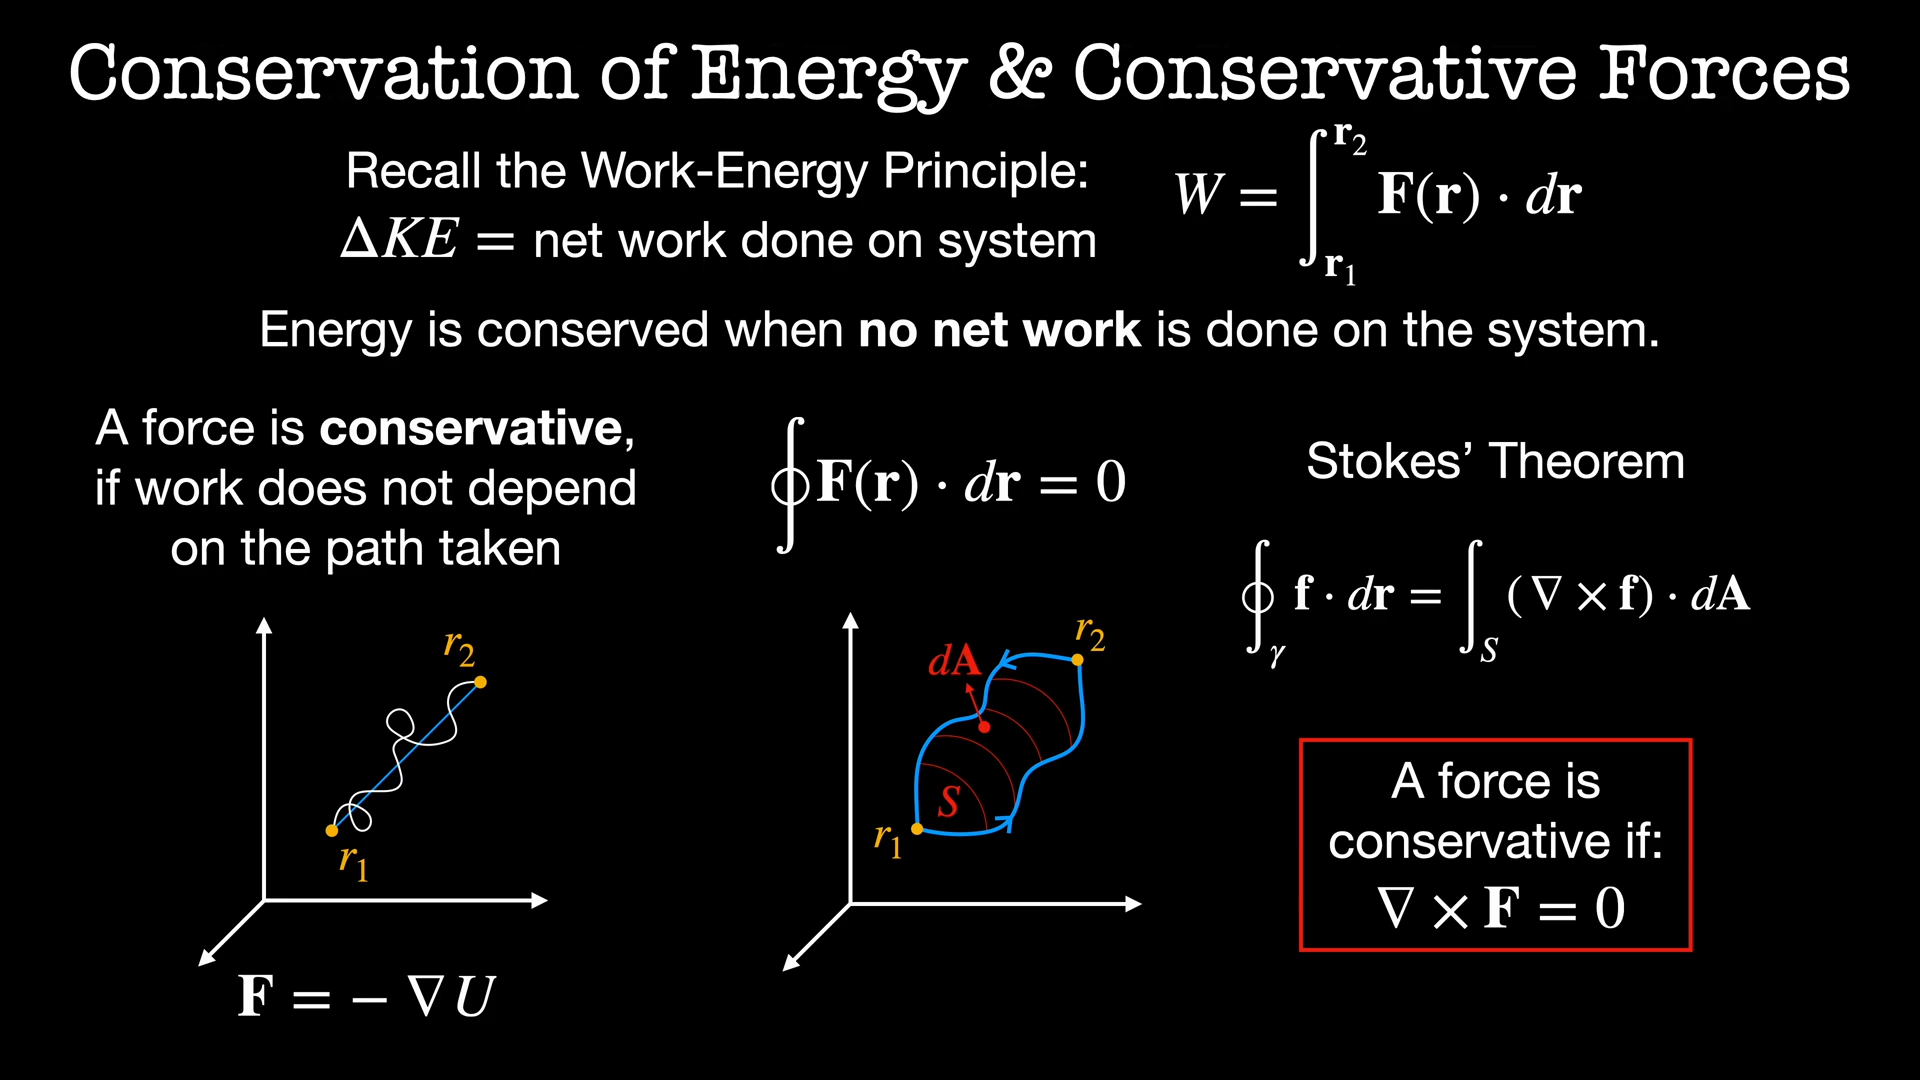 Conservation of Energy & Conservative Forces
Recall the Work-Energy Principle:
ΔKE = net work done on system
W = ∫_{r₁}^{r₂} F(r) · dr
Energy is conserved when no net work is done on the system.
A force is conservative,
if work does not depend
on the path taken
r₂
r₁
F = − ∇U
∮ F(r) · dr = 0
r₂
dA
S
r₁
Stokes’ Theorem
∮_γ f · dr = ∫_S (∇ × f) · dA
A force is
conservative if:
∇ × F = 0